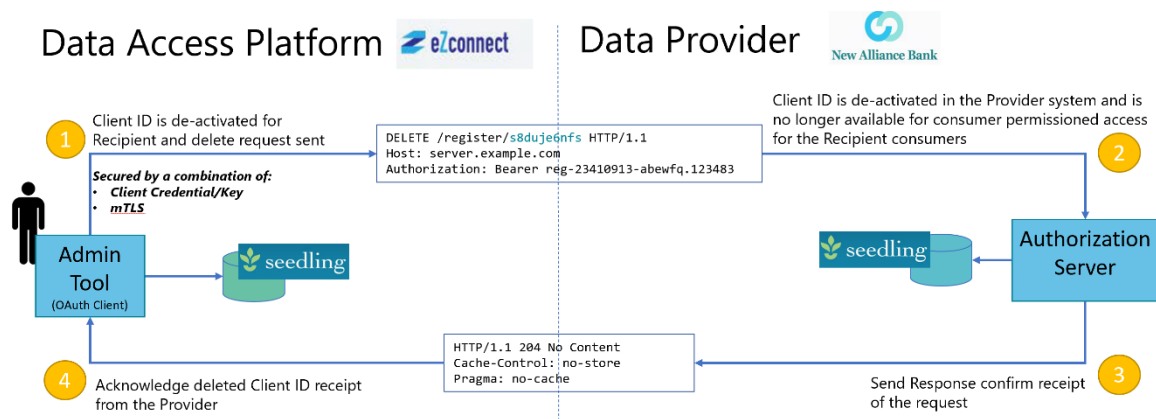 Data Access Platform
eZconnect
Data Provider
New Alliance Bank
1
Client ID is de-activated for
Recipient and delete request sent
Secured by a combination of:
• Client Credential/Key
• mTLS
DELETE /register/s8duje6nfs HTTP/1.1
Host: server.example.com
Authorization: Bearer reg-23410913-abewfq.123483
Client ID is de-activated in the Provider system and is
no longer available for consumer permissioned access
for the Recipient consumers
2
Admin
Tool
(OAuth Client)
seedling
seedling
Authorization
Server
HTTP/1.1 204 No Content
Cache-Control: no-store
Pragma: no-cache
4
Acknowledge deleted Client ID receipt
from the Provider
Send Response confirm receipt
of the request
3